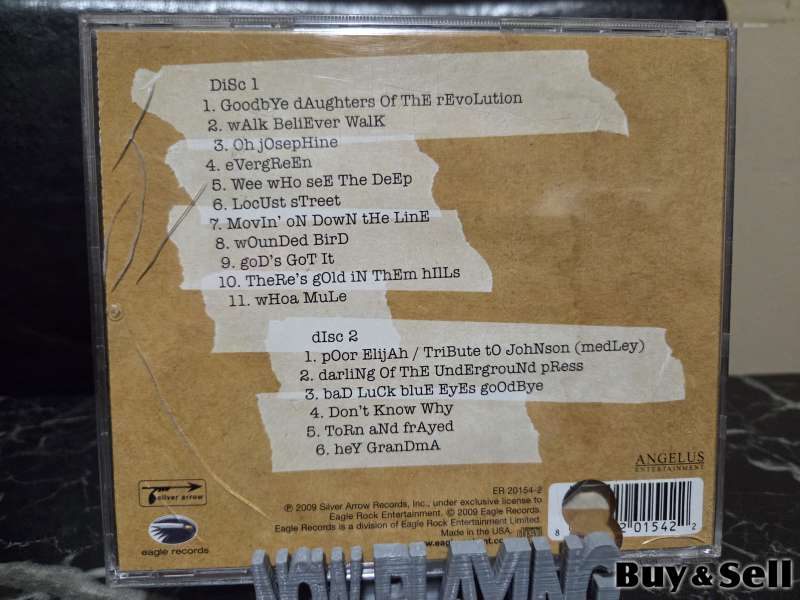 DiSc 1
1. GoodbYe dAughters Of ThE rEvoLution
2. wAlk BeliEver WalK
3. Oh jOsepHine
4. eVergReEn
5. Wee wHo seE The DeEp
6. LocUst sTreet
7. MovIn' oN DowN tHe LinE
8. wOunDed BirD
9. goD's GoT It
10. TheRe's gOld iN ThEm hIlLs
11. wHoa MuLe
dIsc 2
1. pOor ElijAh / TriBute tO JohNson (medLey)
2. darliNg Of ThE UndErgrouNd pRess
3. baD LuCk bluE EyEs goOdBye
4. Don't Know Why
5. ToRn aNd frAyed
6. heY GranDmA
ANGELUS
ENTERTAINMENT
silver arrow
eagle records
ER 20154-2
℗ 2009 Silver Arrow Records, Inc., under exclusive license to
Eagle Rock Entertainment. © 2009 Eagle Records.
Eagle Records is a division of Eagle Rock Entertainment Limited.
Made in the USA.
8 2 01542 2
NOW PLAYING
Buy & Sell